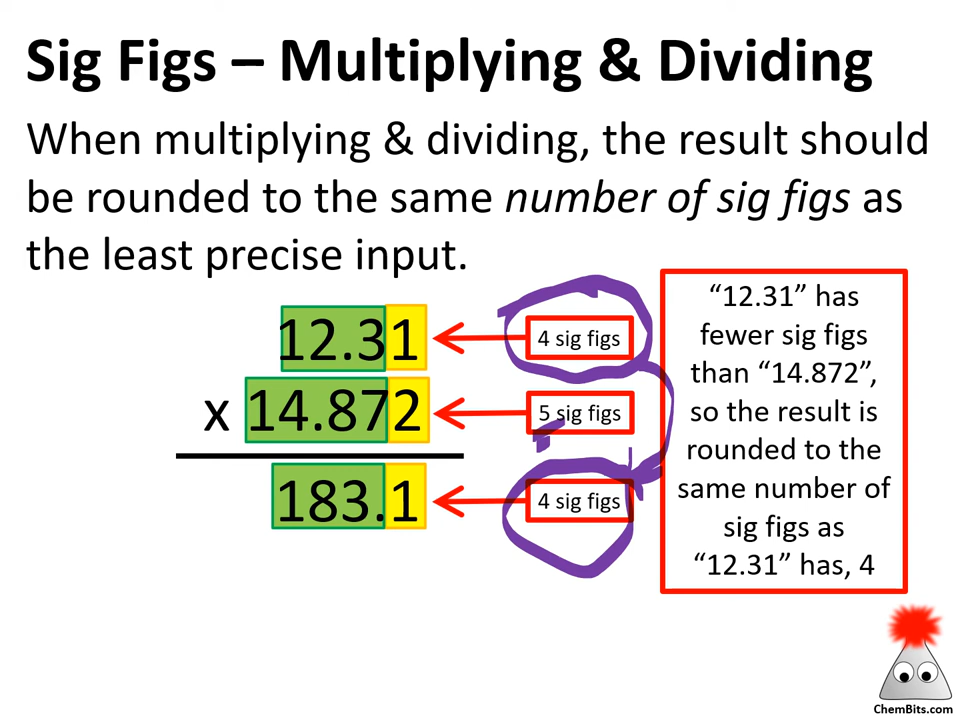 Sig Figs – Multiplying & Dividing
When multiplying & dividing, the result should
be rounded to the same number of sig figs as
the least precise input.
12.31
4 sig figs
x 14.872
5 sig figs
183.1
4 sig figs
“12.31” has
fewer sig figs
than “14.872”,
so the result is
rounded to the
same number of
sig figs as
“12.31” has, 4
ChemBits.com